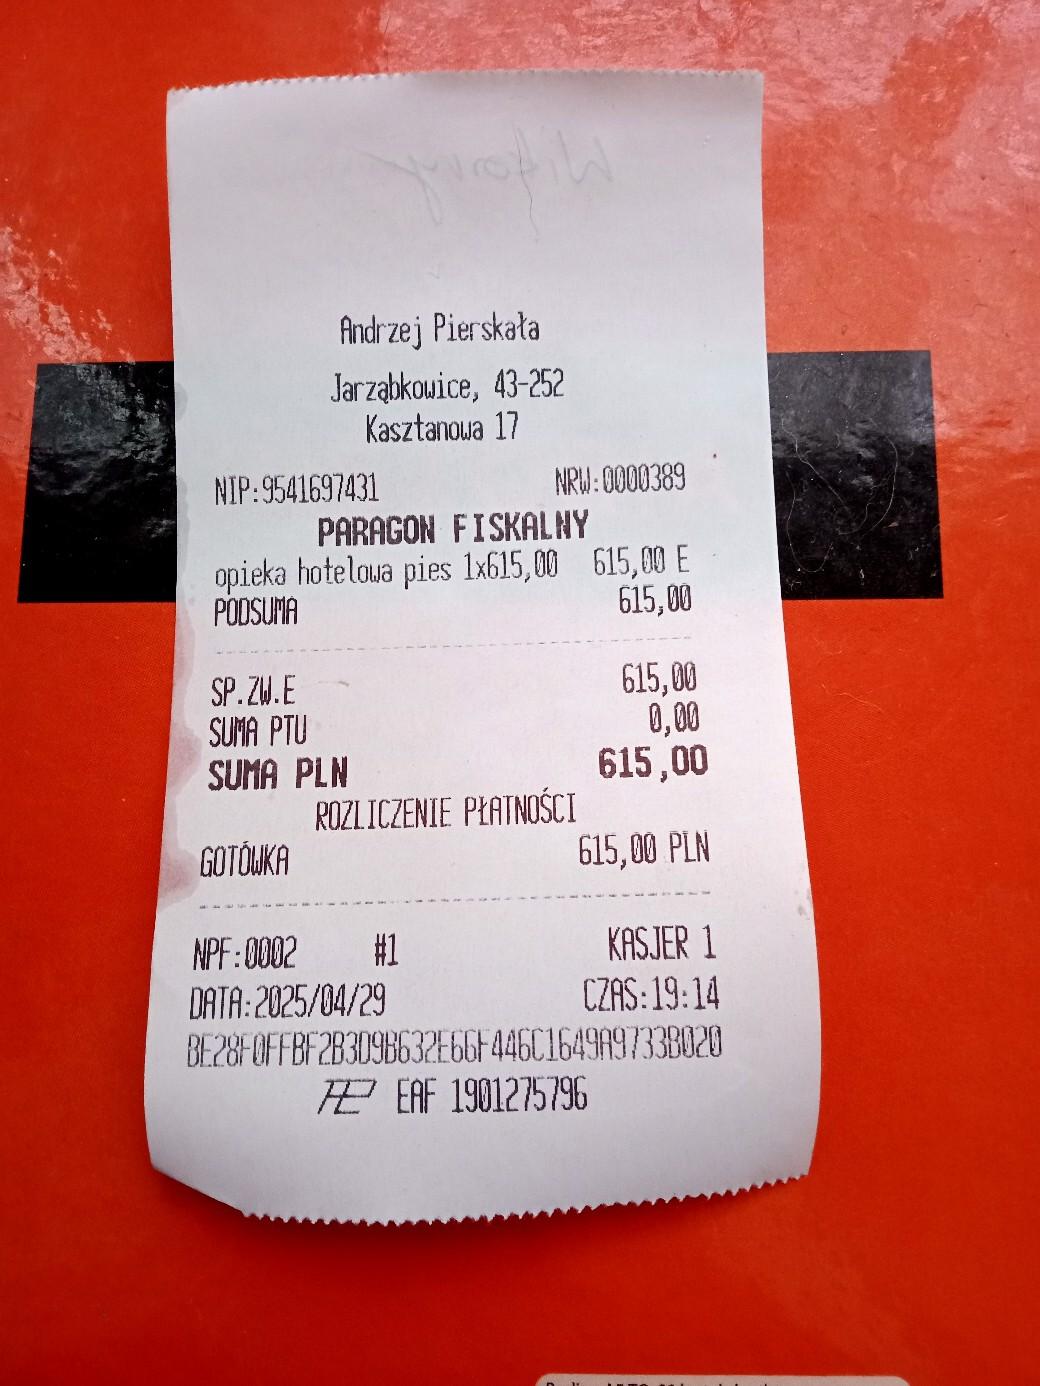 Andrzej Pierskała
Jarząbkowice, 43-252
Kasztanowa 17
NIP:9541697431 NRW:0000389
PARAGON FISKALNY
opieka hotelowa pies 1x615,00 615,00 E
PODSUMA 615,00
SP.ZW.E 615,00
SUMA PTU 0,00
SUMA PLN 615,00
ROZLICZENIE PŁATNOŚCI
GOTÓWKA 615,00 PLN
NPF:0002 #1 KASJER 1
DATA:2025/04/29 CZAS:19:14
BE28F0FFBF2B3D9B632E66F446C1649A9733B020
EAF 1901275796